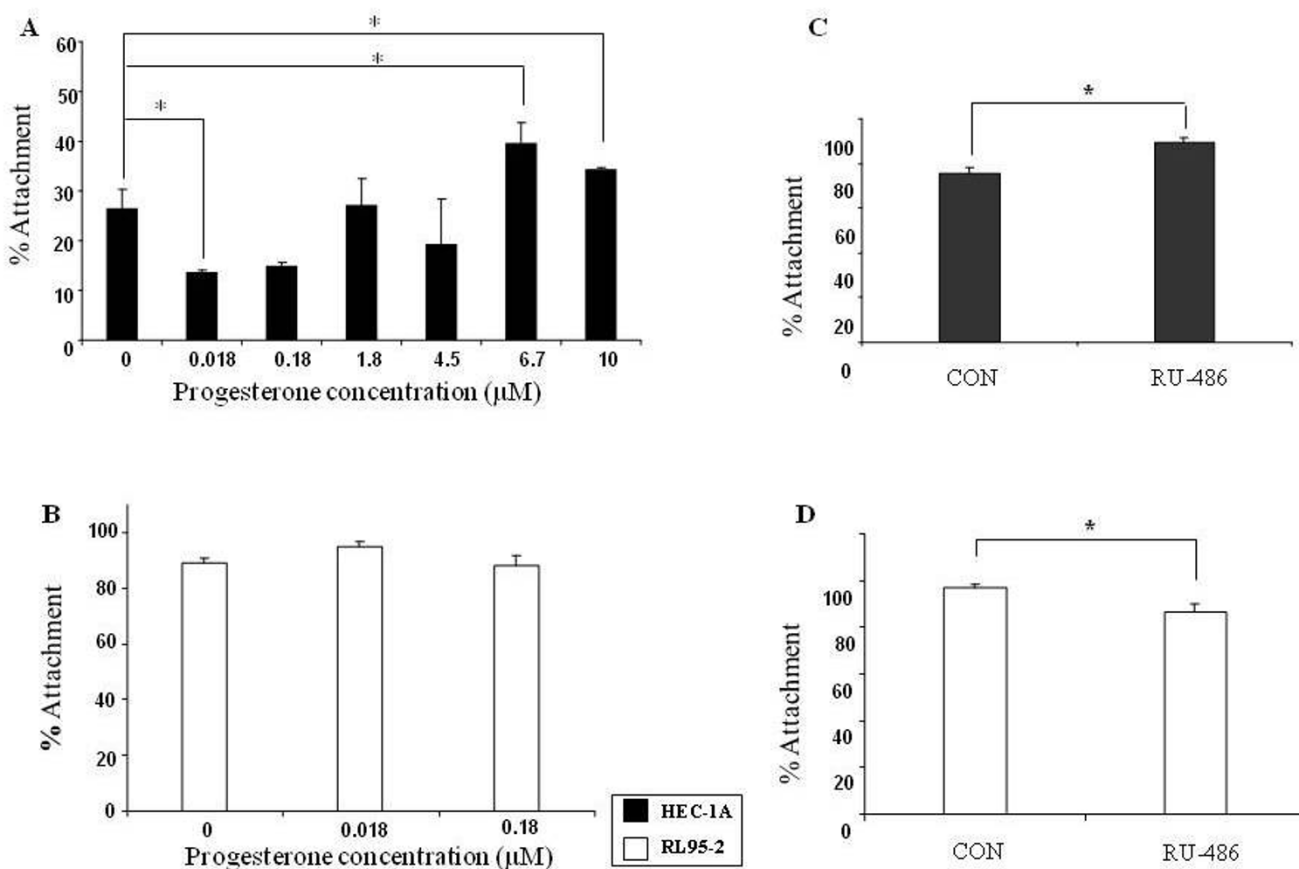 A
*
*
*
% Attachment
60
50
40
30
20
10
0
0 0.018 0.18 1.8 4.5 6.7 10
Progesterone concentration (µM)
C
*
% Attachment
100
80
60
40
20
0
CON RU-486
B
% Attachment
100
80
60
40
20
0
0 0.018 0.18
Progesterone concentration (µM)
HEC-1A
RL95-2
D
*
% Attachment
100
80
60
40
20
0
CON RU-486